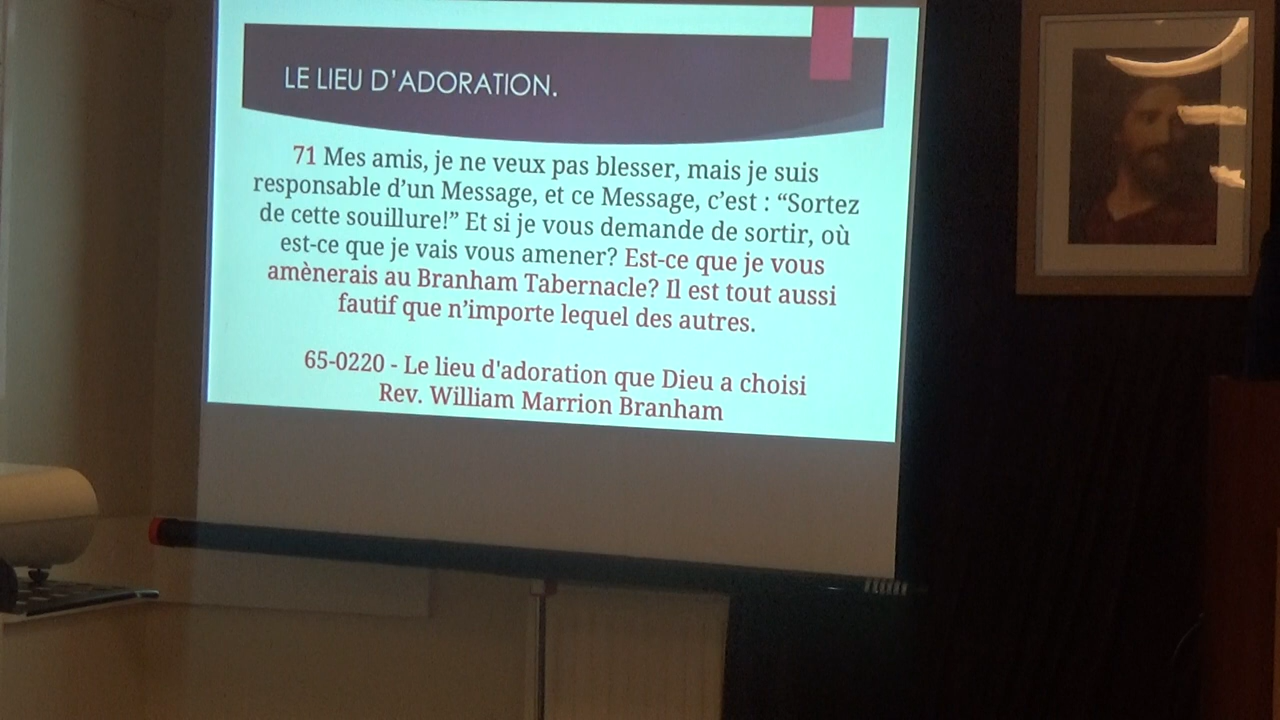 LE LIEU D'ADORATION.
71 Mes amis, je ne veux pas blesser, mais je suis
responsable d’un Message, et ce Message, c’est : “Sortez
de cette souillure!” Et si je vous demande de sortir, où
est-ce que je vais vous amener? Est-ce que je vous
amènerais au Branham Tabernacle? Il est tout aussi
fautif que n’importe lequel des autres.
65-0220 - Le lieu d'adoration que Dieu a choisi
Rev. William Marrion Branham